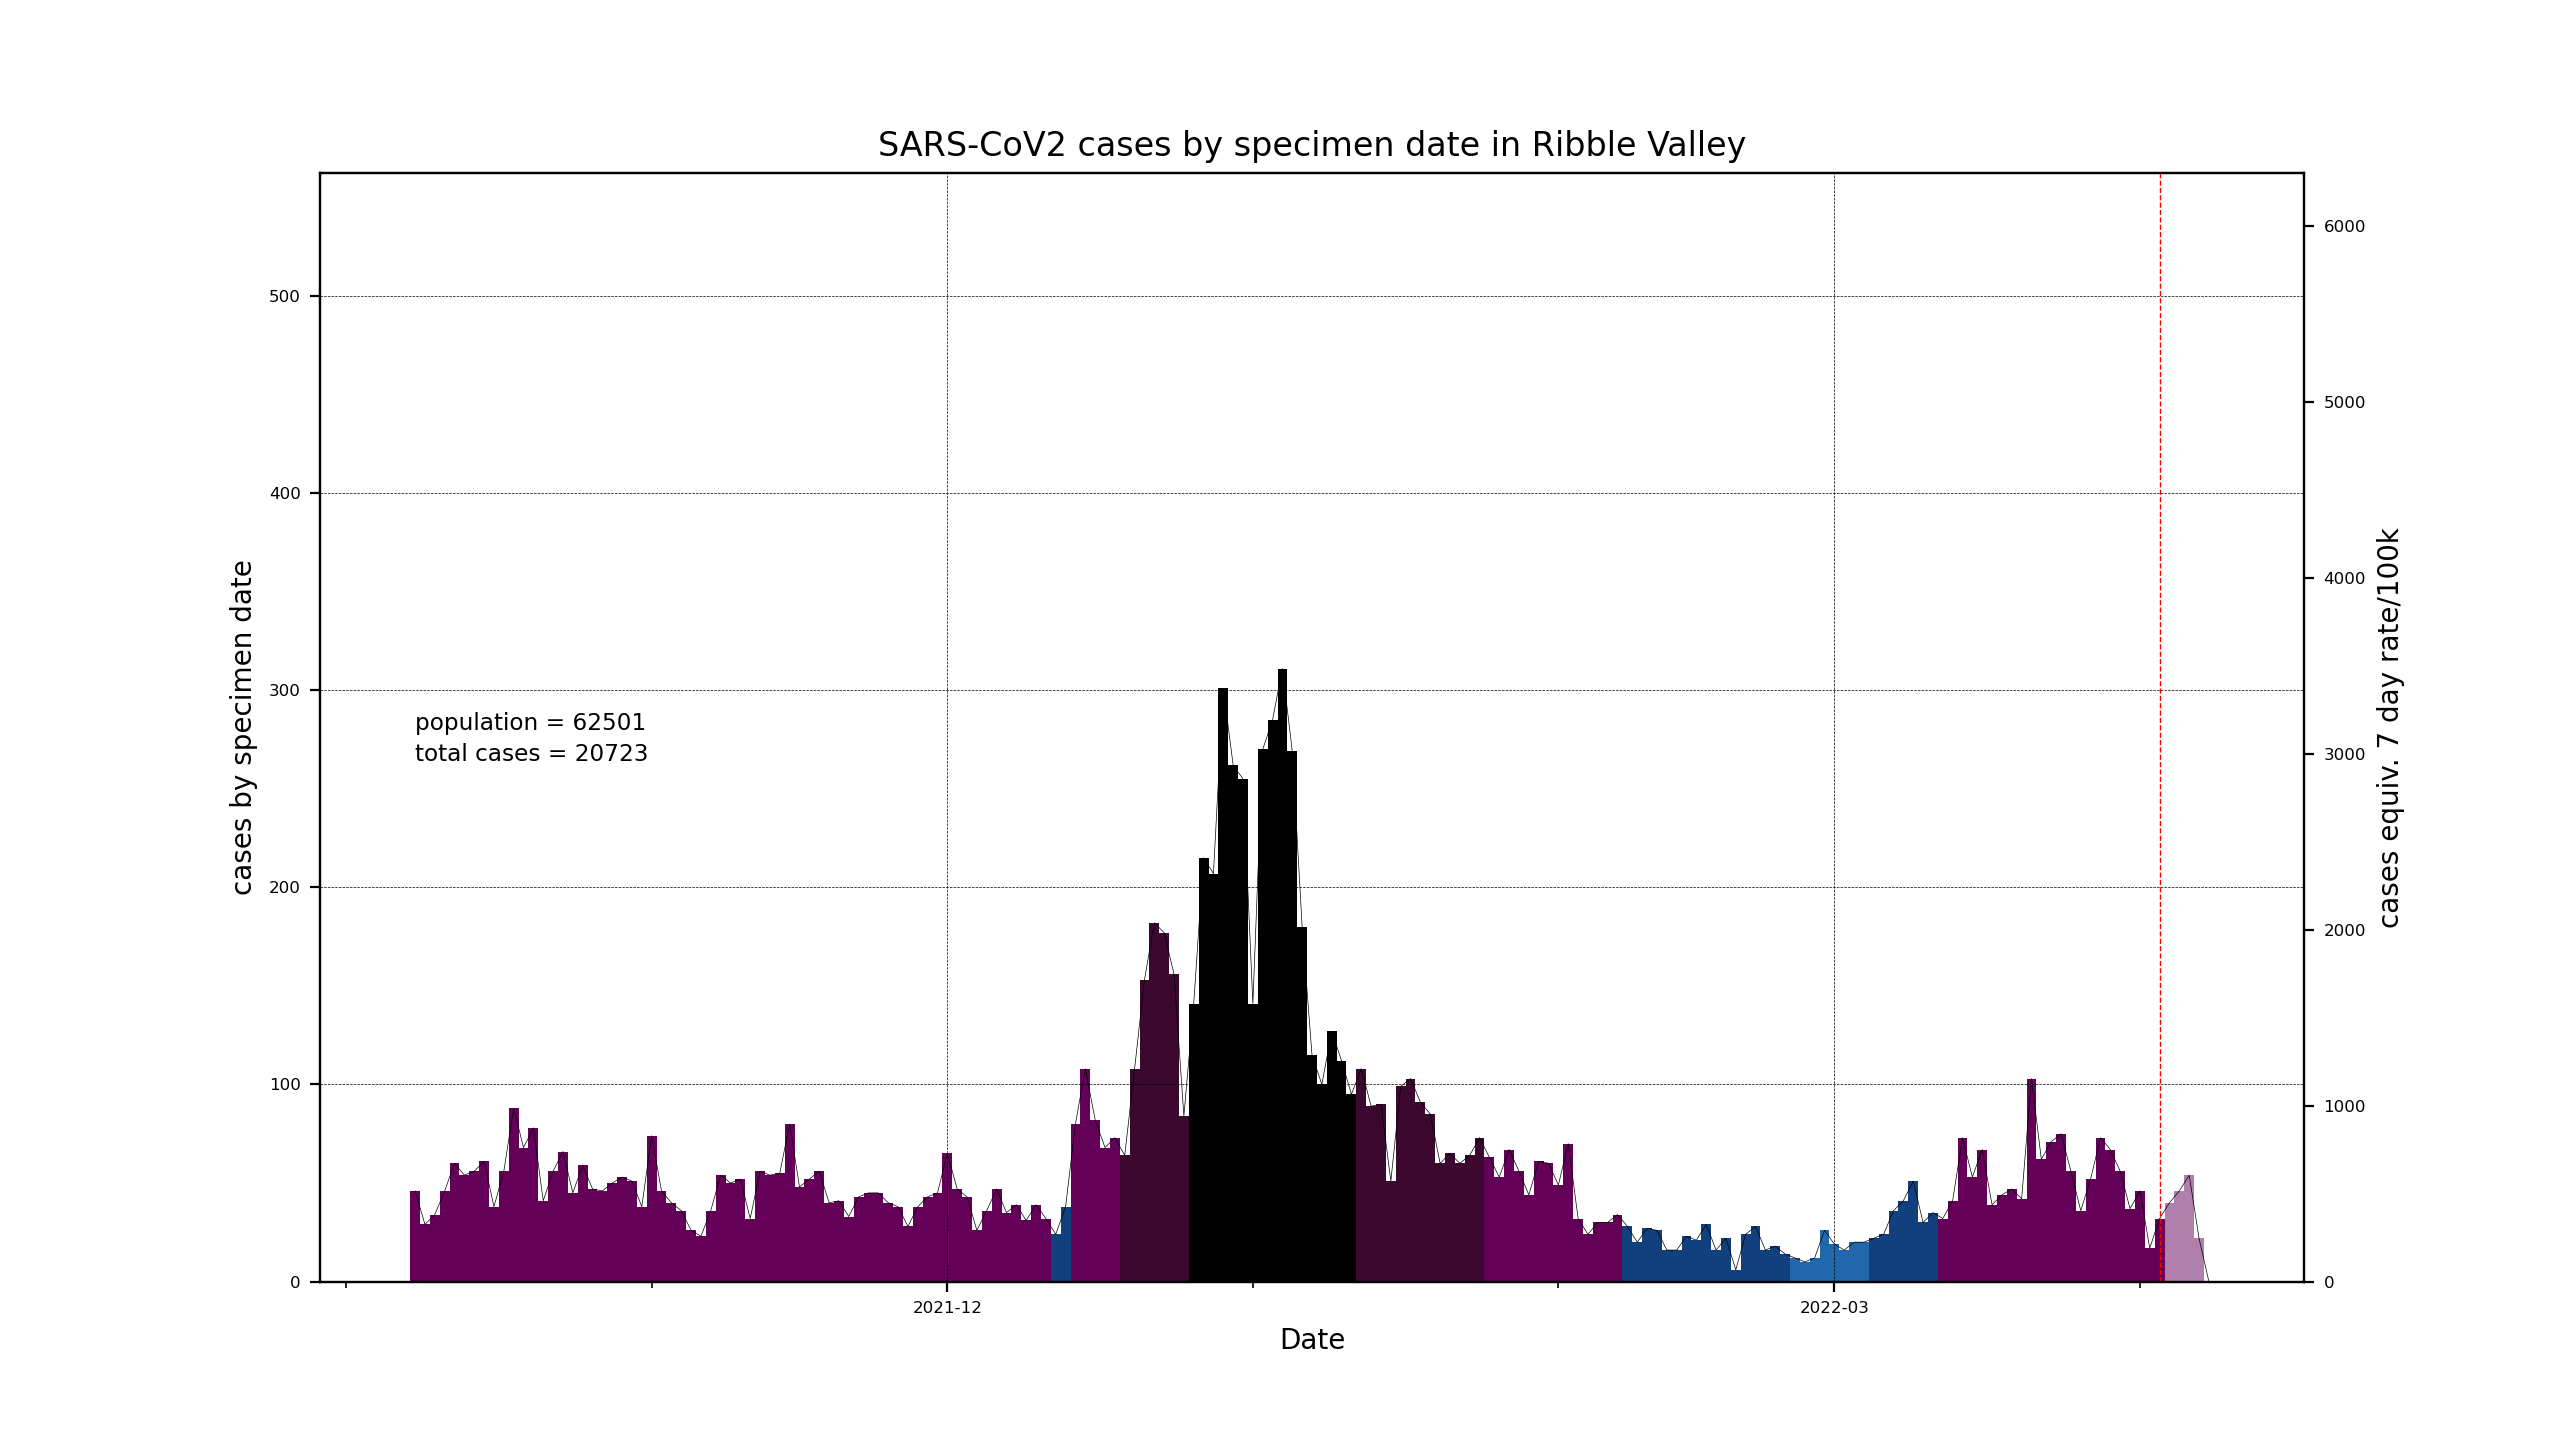 SARS-CoV2 cases by specimen date in Ribble Valley
cases by specimen date
500
400
300
200
100
0
population = 62501
total cases = 20723
6000
5000
4000
3000
2000
1000
0
cases equiv. 7 day rate/100k
2021-12
2022-03
Date